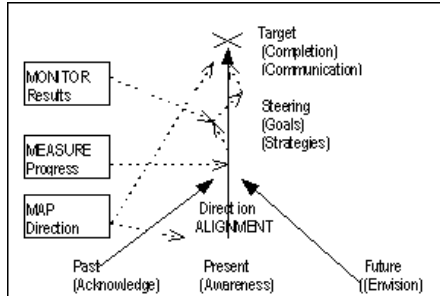 Target
(Completion)
(Communication)
MONITOR
Results
Steering
(Goals)
(Strategies)
MEASURE
Progress
MAP
Direction
Direction
ALIGNMENT
Past
(Acknowledge)
Present
(Awareness)
Future
((Envision)